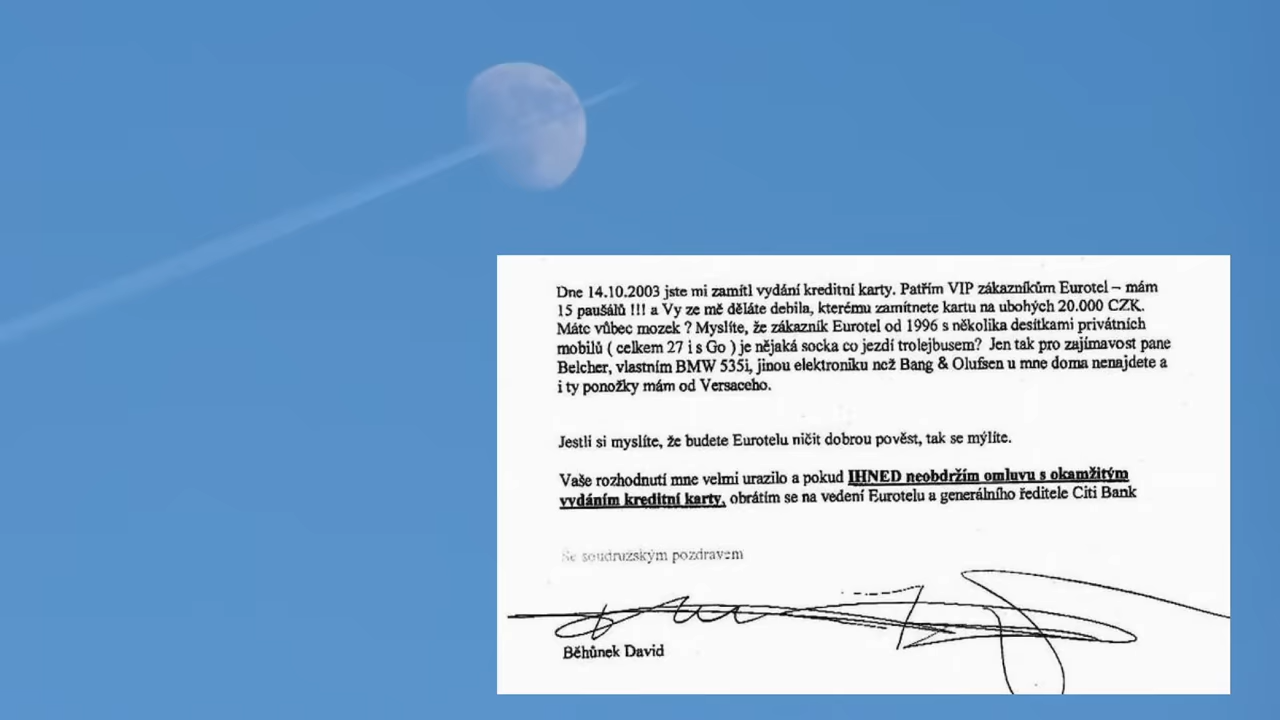 Dne 14.10.2003 jste mi zamítl vydání kreditní karty. Patřím VIP zákazníkům Eurotel – mám
15 paušálů !!! a Vy ze mě děláte debila, kterému zamítnete kartu na ubohých 20.000 CZK.
Máte vůbec mozek ? Myslíte, že zákazník Eurotel od 1996 s několika desítkami privátních
mobilů ( celkem 27 i s Go ) je nějaká socka co jezdí trolejbusem? Jen tak pro zajímavost pane
Belcher, vlastním BMW 535i, jinou elektroniku než Bang & Olufsen u mne doma nenajdete a
i ty ponožky mám od Versaceho.
Jestli si myslíte, že budete Eurotelu ničit dobrou pověst, tak se mýlíte.
Vaše rozhodnutí mne velmi urazilo a pokud IHNED neobdržím omluvu s okamžitým
vydáním kreditní karty, obrátím se na vedení Eurotelu a generálního ředitele Citi Bank
Se soudružským pozdravem
Běhůnek David